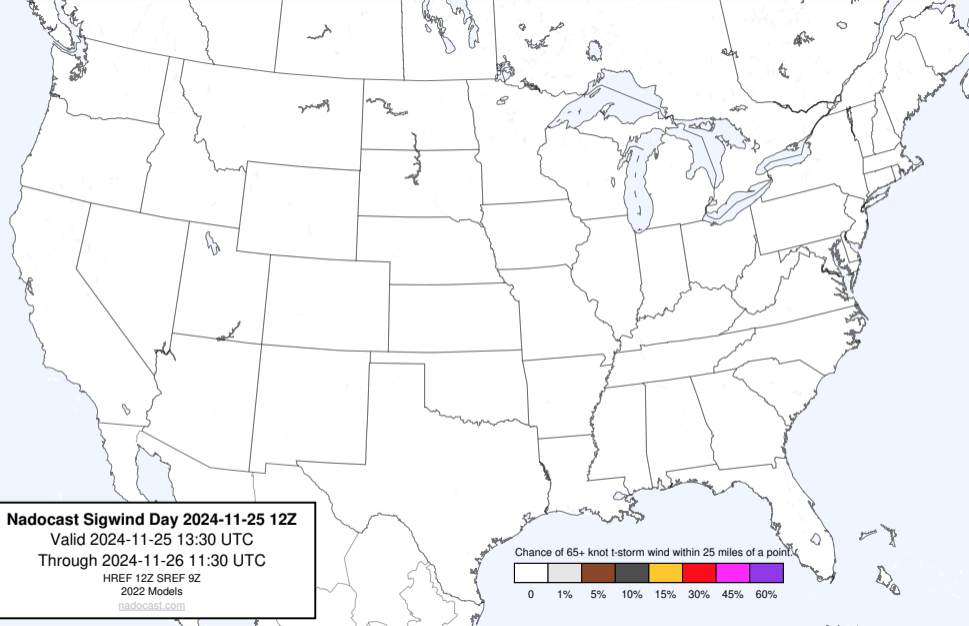 Nadocast Sigwind Day 2024-11-25 12Z
Valid 2024-11-25 13:30 UTC
Through 2024-11-26 11:30 UTC
HREF 12Z SREF 9Z
2022 Models
nadocast.com
Chance of 65+ knot t-storm wind within 25 miles of a point.
0 1% 5% 10% 15% 30% 45% 60%